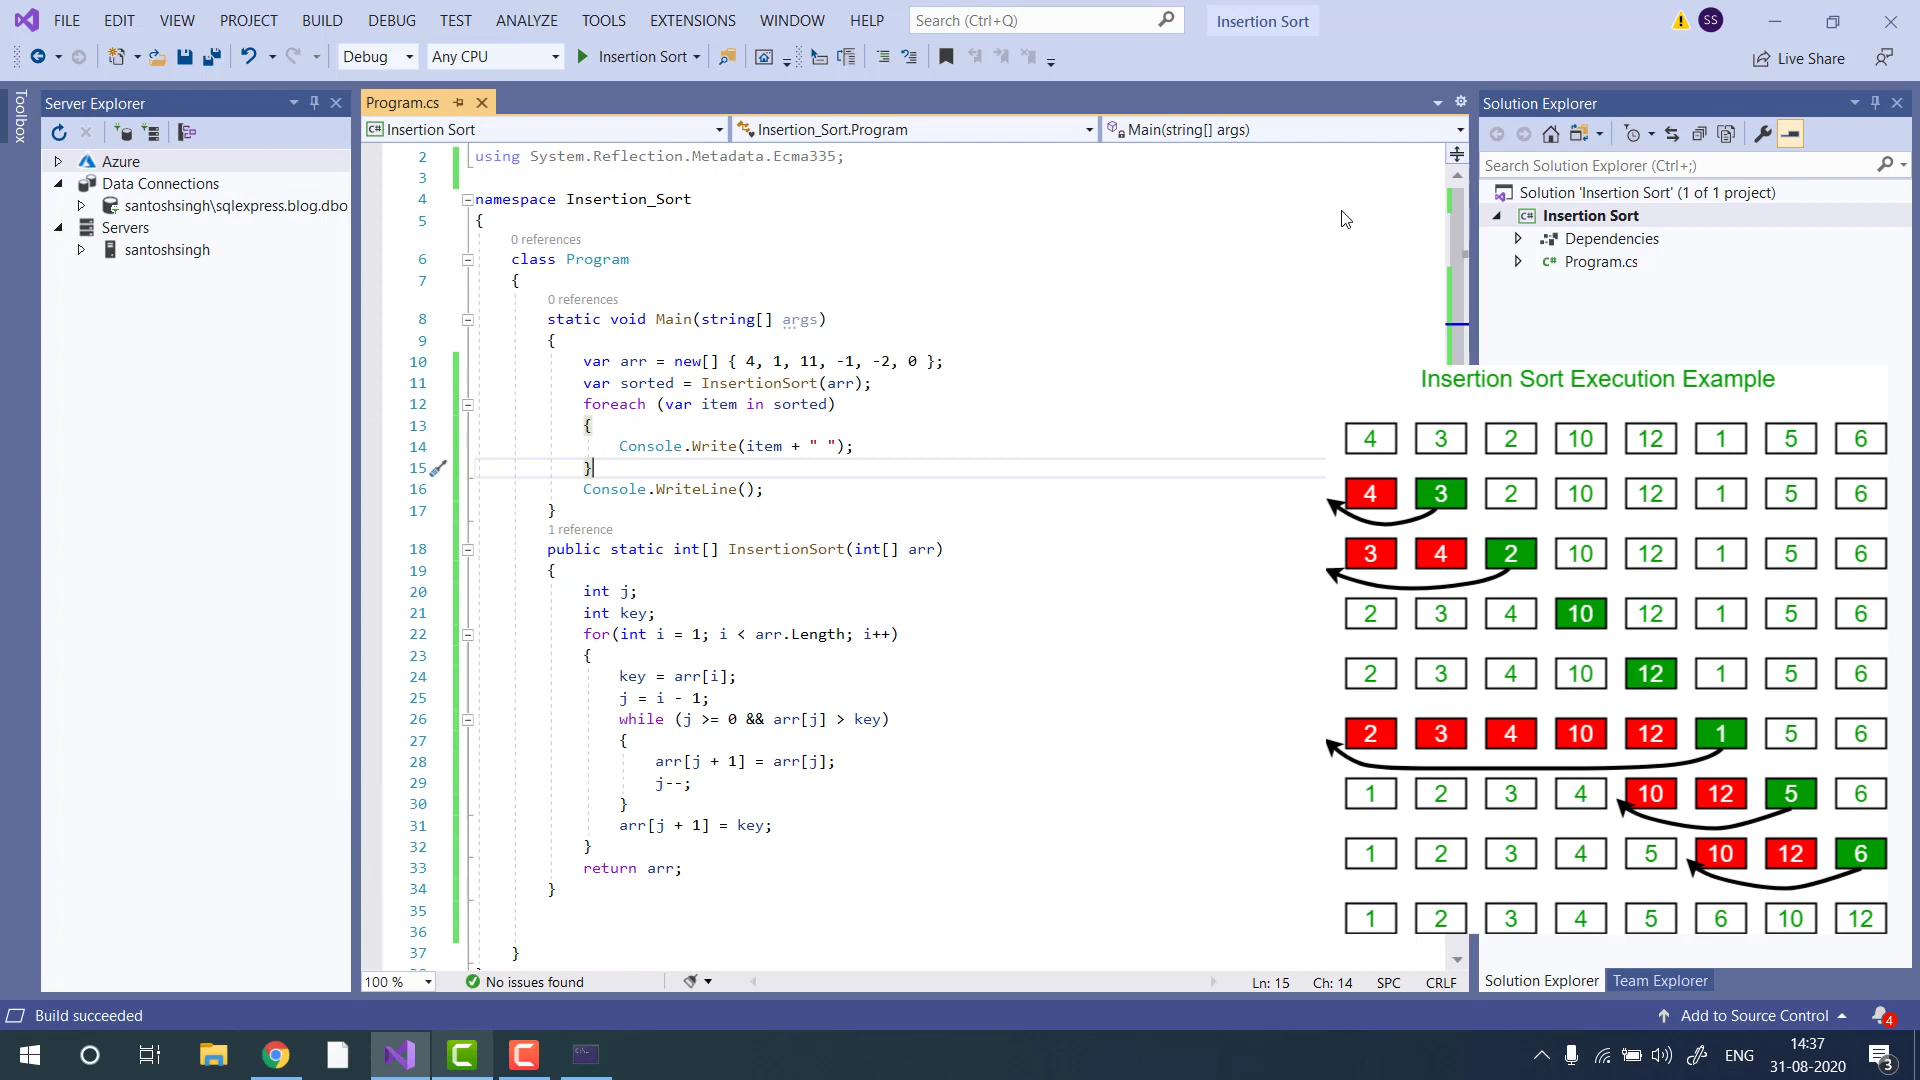 FILE EDIT VIEW PROJECT BUILD DEBUG TEST ANALYZE TOOLS EXTENSIONS WINDOW HELP Search (Ctrl+Q) Insertion Sort SS
Debug Any CPU Insertion Sort Live Share
Toolbox
Server Explorer
Azure
Data Connections
santoshsingh\sqlexpress.blog.dbo
Servers
santoshsingh
Program.cs
C# Insertion Sort Insertion_Sort.Program Main(string[] args)
2 using System.Reflection.Metadata.Ecma335;
3
4 namespace Insertion_Sort
5 {
0 references
6 class Program
7 {
0 references
8 static void Main(string[] args)
9 {
10 var arr = new[] { 4, 1, 11, -1, -2, 0 };
11 var sorted = InsertionSort(arr);
12 foreach (var item in sorted)
13 {
14 Console.Write(item + " ");
15 }
16 Console.WriteLine();
17 }
1 reference
18 public static int[] InsertionSort(int[] arr)
19 {
20 int j;
21 int key;
22 for(int i = 1; i < arr.Length; i++)
23 {
24 key = arr[i];
25 j = i - 1;
26 while (j >= 0 && arr[j] > key)
27 {
28 arr[j + 1] = arr[j];
29 j--;
30 }
31 arr[j + 1] = key;
32 }
33 return arr;
34 }
35
36
37 }
100 % No issues found Ln: 15 Ch: 14 SPC CRLF
Solution Explorer
Search Solution Explorer (Ctrl+;)
Solution 'Insertion Sort' (1 of 1 project)
C# Insertion Sort
Dependencies
C# Program.cs
Insertion Sort Execution Example
4 3 2 10 12 1 5 6
4 3 2 10 12 1 5 6
3 4 2 10 12 1 5 6
2 3 4 10 12 1 5 6
2 3 4 10 12 1 5 6
2 3 4 10 12 1 5 6
1 2 3 4 10 12 5 6
1 2 3 4 5 10 12 6
1 2 3 4 5 6 10 12
Solution Explorer Team Explorer
Build succeeded Add to Source Control 4
ENG 14:37
31-08-2020 3